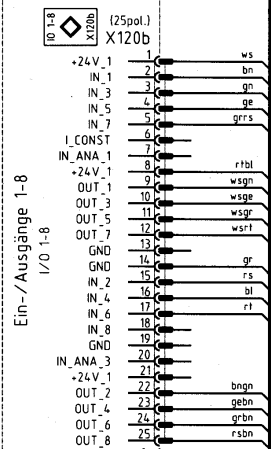 IO 1-8
X120b
(25pol.)
X120b
Ein-/Ausgänge 1-8
I/O 1-8
+24V_1 1 ws
IN_1 2 bn
IN_3 3 gn
IN_5 4 ge
IN_7 5 grrs
I_CONST 6
IN_ANA_1 7
+24V_1 8 rtbl
OUT_1 9 wsgn
OUT_3 10 wsge
OUT_5 11 wsgr
OUT_7 12 wsrt
GND 13
GND 14 gr
IN_2 15 rs
IN_4 16 bl
IN_6 17 rt
IN_8 18
GND 19
IN_ANA_3 20
+24V_1 21
OUT_2 22 bngn
OUT_4 23 gebn
OUT_6 24 grbn
OUT_8 25 rsbn